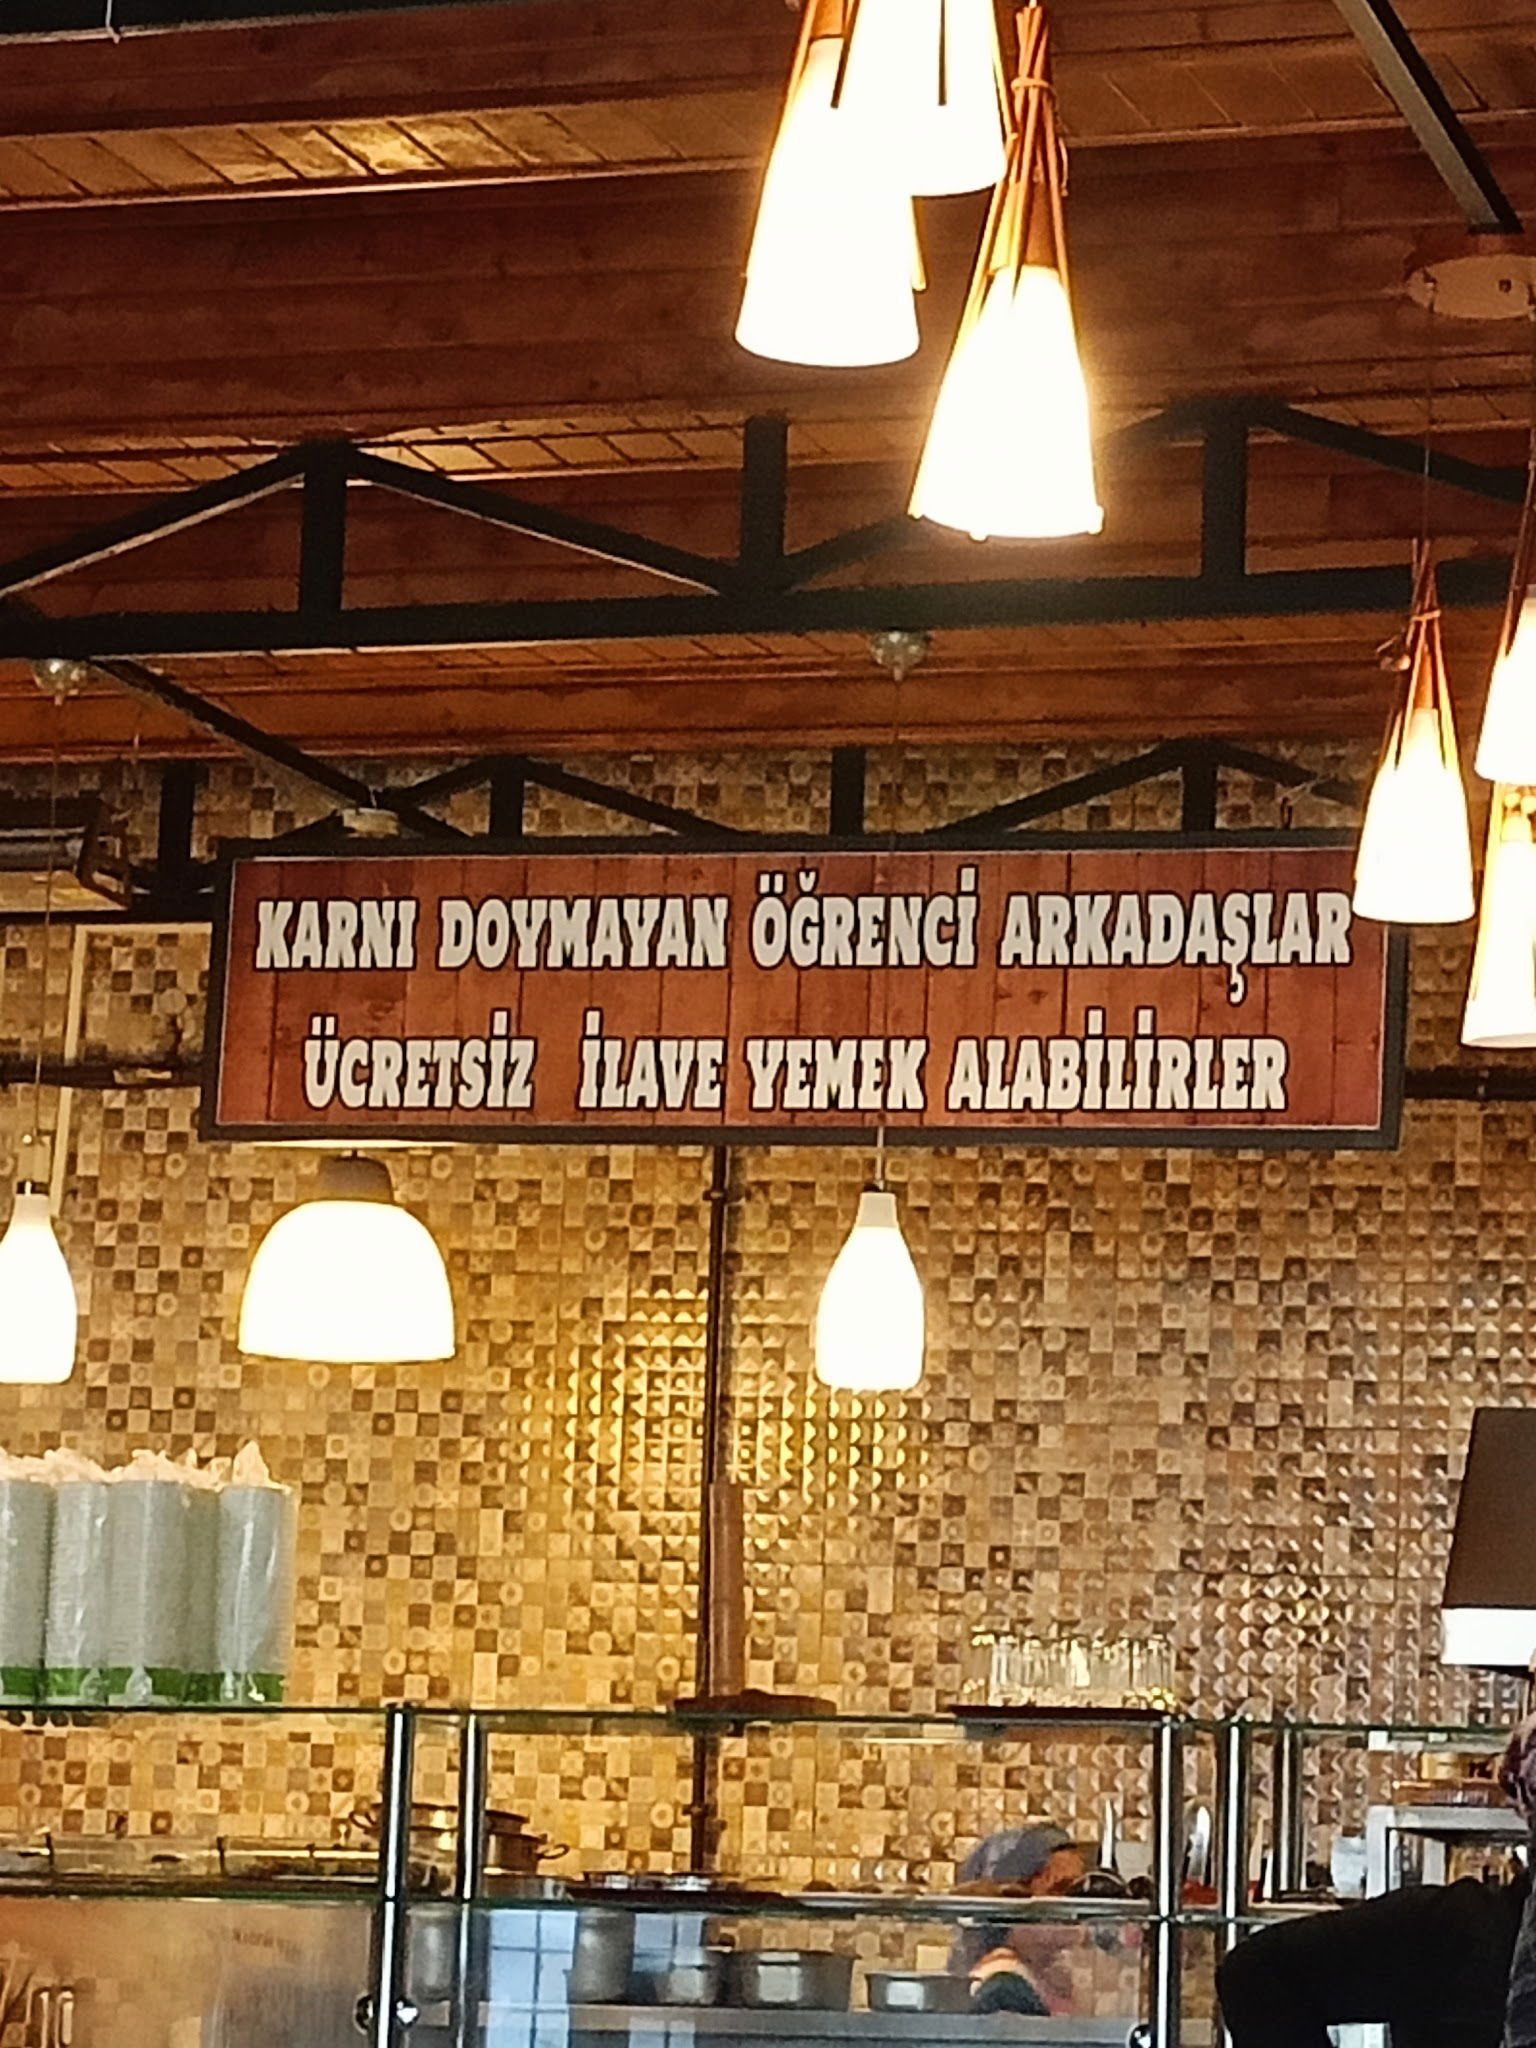 KARNI DOYMAYAN ÖĞRENCİ ARKADAŞLAR
ÜCRETSİZ İLAVE YEMEK ALABİLİRLER